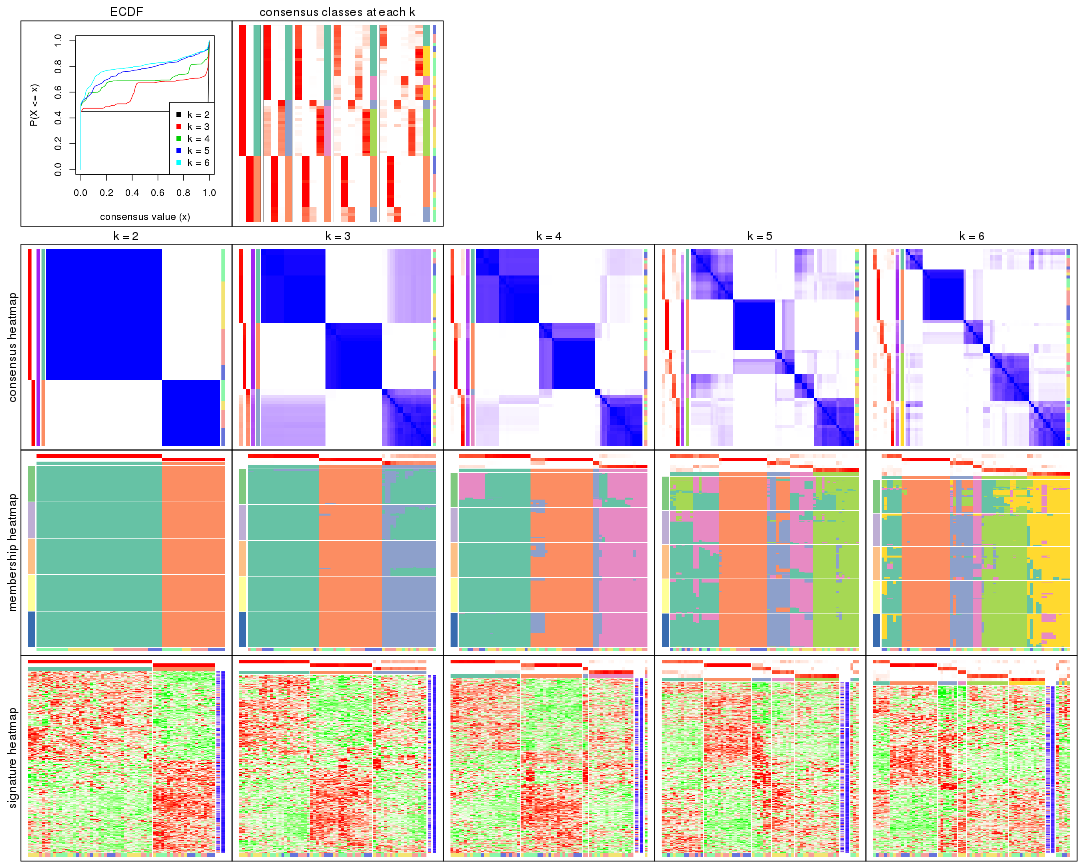 ECDF
consensus classes at each k
P(X <= x)
1.0
0.8
0.6
0.4
0.2
0.0
k = 2
k = 3
k = 4
k = 5
k = 6
0.0 0.2 0.4 0.6 0.8 1.0
consensus value (x)
k = 2
k = 3
k = 4
k = 5
k = 6
consensus heatmap
membership heatmap
signature heatmap